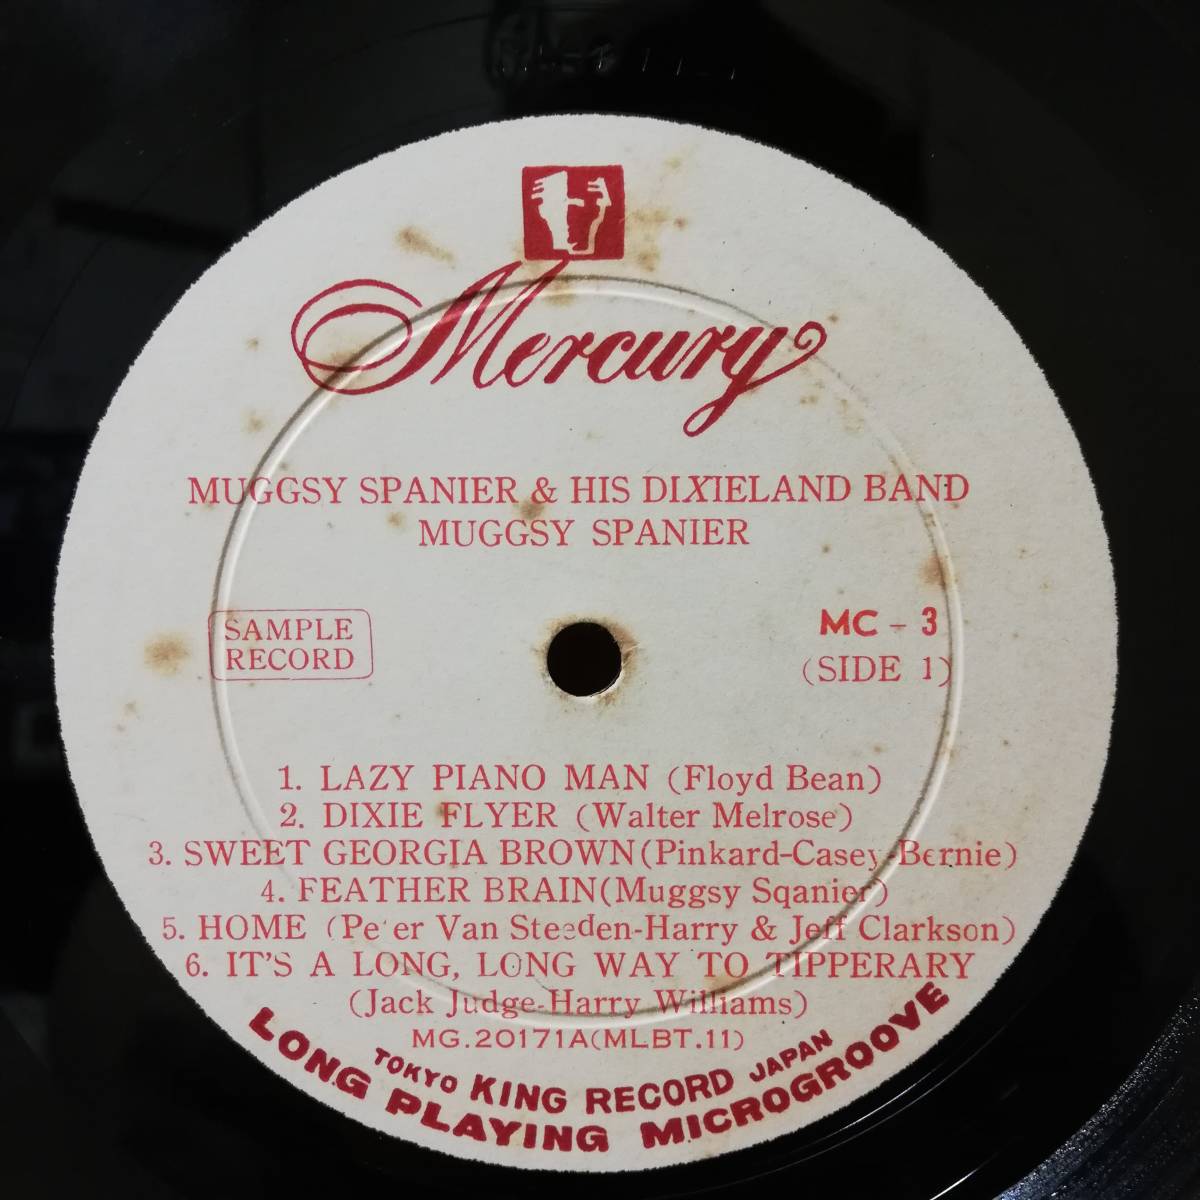 Mercury
MUGGSY SPANIER & HIS DIXIELAND BAND
MUGGSY SPANIER
SAMPLE
RECORD
MC - 3
(SIDE 1)
1. LAZY PIANO MAN (Floyd Bean)
2. DIXIE FLYER (Walter Melrose)
3. SWEET GEORGIA BROWN(Pinkard-Casey-Bernie)
4. FEATHER BRAIN(Muggsy Sqanier)
5. HOME (Peter Van Steeden-Harry & Jeff Clarkson)
6. IT'S A LONG, LONG WAY TO TIPPERARY
(Jack Judge-Harry Williams)
MG.20171A(MLBT.11)
TOKYO KING RECORD JAPAN
LONG PLAYING MICROGROOVE